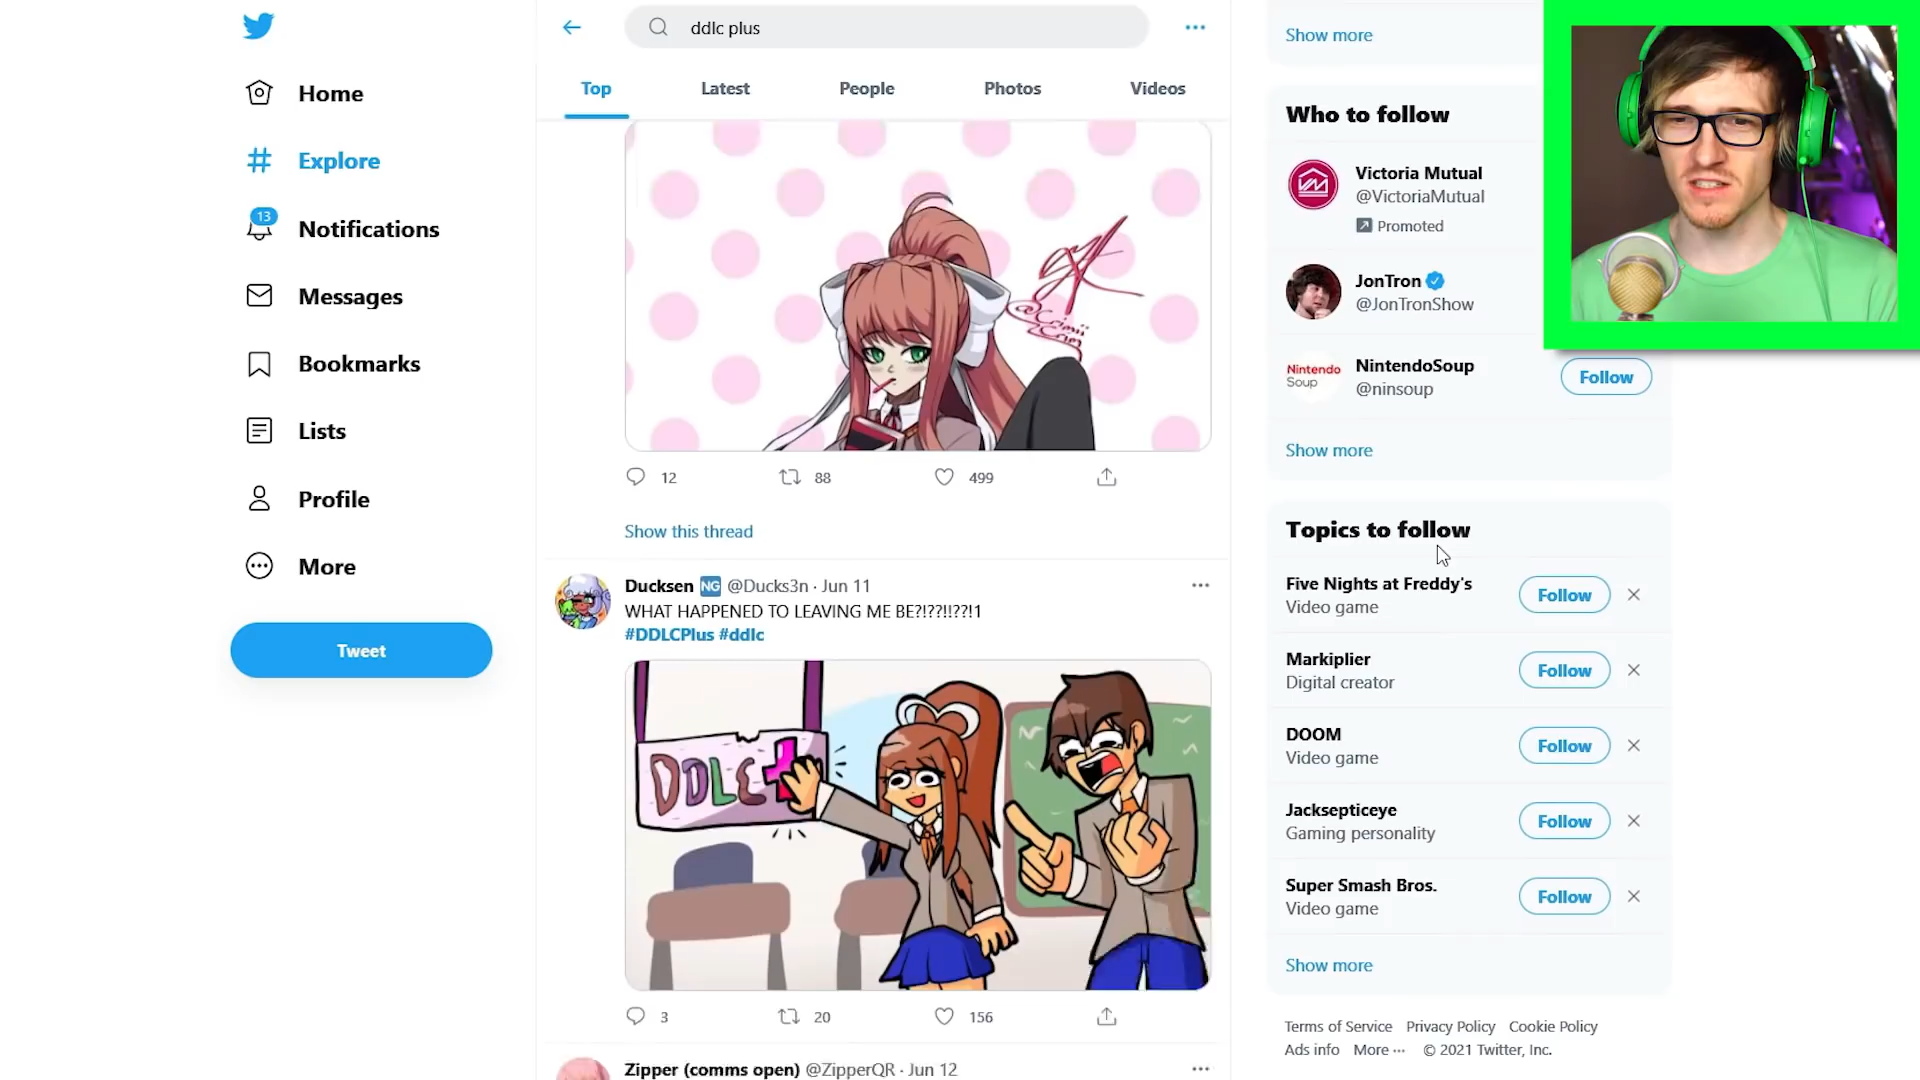 ddlc plus
Top
Latest
People
Photos
Videos
Home
Explore
13
Notifications
Messages
Bookmarks
Lists
Profile
More
Tweet
12
88
499
Show this thread
Ducksen NG @Ducks3n · Jun 11
WHAT HAPPENED TO LEAVING ME BE?!??!!??!1
#DDLCPlus #ddlc
DDLC
3
20
156
Zipper (comms open) @ZipperQR · Jun 12
Show more
Who to follow
Victoria Mutual
@VictoriaMutual
Promoted
JonTron
@JonTronShow
Nintendo
Soup
NintendoSoup
@ninsoup
Follow
Show more
Topics to follow
Five Nights at Freddy's
Video game
Follow
Markiplier
Digital creator
Follow
DOOM
Video game
Follow
Jacksepticeye
Gaming personality
Follow
Super Smash Bros.
Video game
Follow
Show more
Terms of Service Privacy Policy Cookie Policy
Ads info More ··· © 2021 Twitter, Inc.